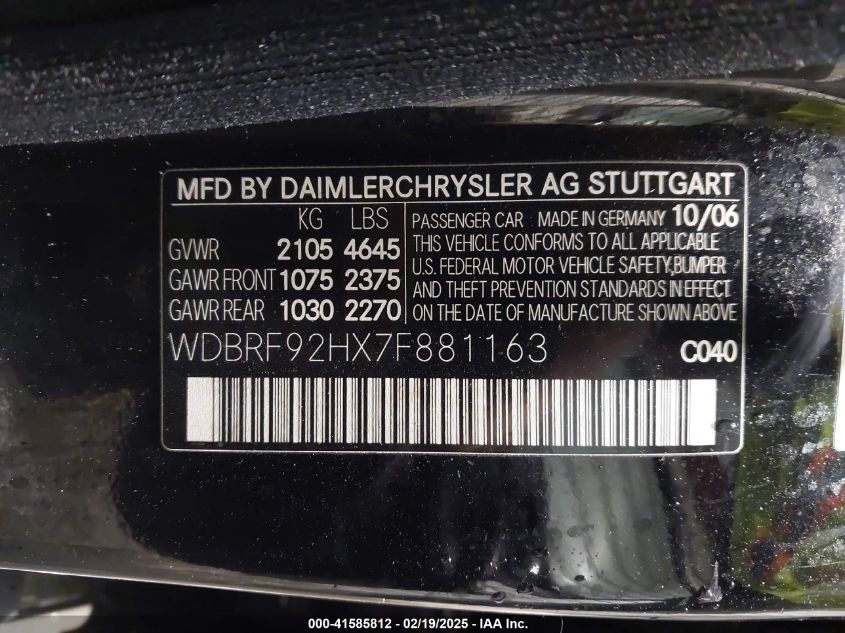 MFD BY DAIMLERCHRYSLER AG STUTTGART
KG LBS
GVWR 2105 4645
GAWR FRONT 1075 2375
GAWR REAR 1030 2270
PASSENGER CAR MADE IN GERMANY 10/06
THIS VEHICLE CONFORMS TO ALL APPLICABLE
U.S. FEDERAL MOTOR VEHICLE SAFETY,BUMPER
AND THEFT PREVENTION STANDARDS IN EFFECT
ON THE DATE OF MANUFACTURE SHOWN ABOVE
WDBRF92HX7F881163 C040
000-41585812 - 02/19/2025 - IAA Inc.